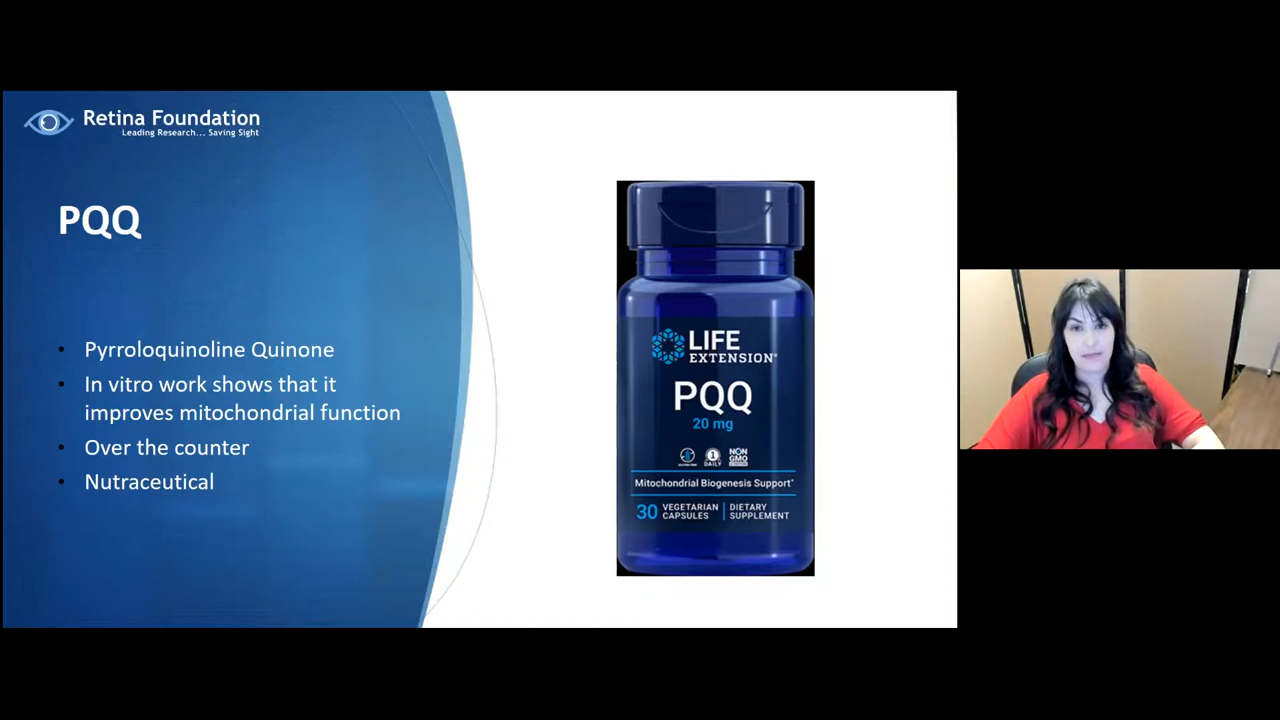 Retina Foundation
Leading Research... Saving Sight
PQQ
• Pyrroloquinoline Quinone
• In vitro work shows that it
improves mitochondrial function
• Over the counter
• Nutraceutical
LIFE
EXTENSION®
PQQ
20 mg
1
DAILY
NON
GMO
Mitochondrial Biogenesis Support*
30 VEGETARIAN
CAPSULES
DIETARY
SUPPLEMENT